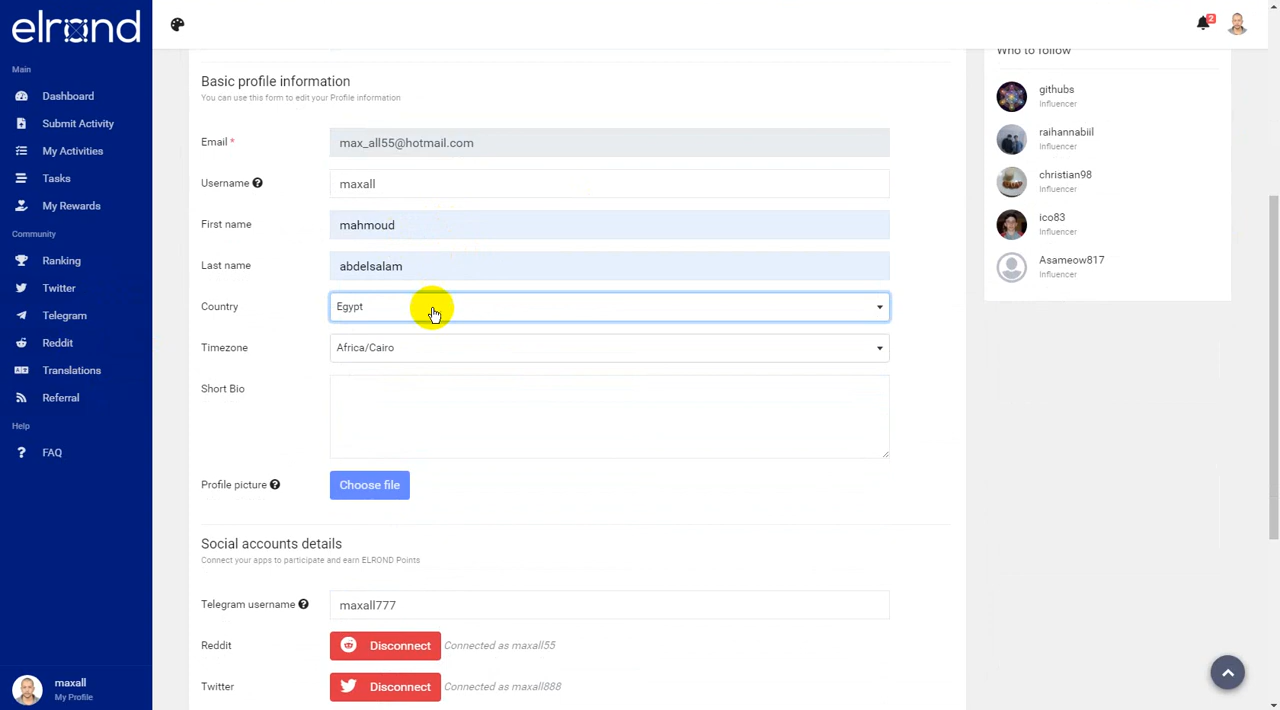 elrond
2
Main
Dashboard
Submit Activity
My Activities
Tasks
My Rewards
Community
Ranking
Twitter
Telegram
Reddit
Translations
Referral
Help
FAQ
maxall
My Profile
Basic profile information
You can use this form to edit your Profile information
Email *
max_all55@hotmail.com
Username
maxall
First name
mahmoud
Last name
abdelsalam
Country
Egypt
Timezone
Africa/Cairo
Short Bio
Profile picture
Choose file
Social accounts details
Connect your apps to participate and earn ELROND Points
Telegram username
maxall777
Reddit
Disconnect Connected as maxall55
Twitter
Disconnect Connected as maxall888
Who to follow
githubs
Influencer
raihannabiil
Influencer
christian98
Influencer
ico83
Influencer
Asameow817
Influencer